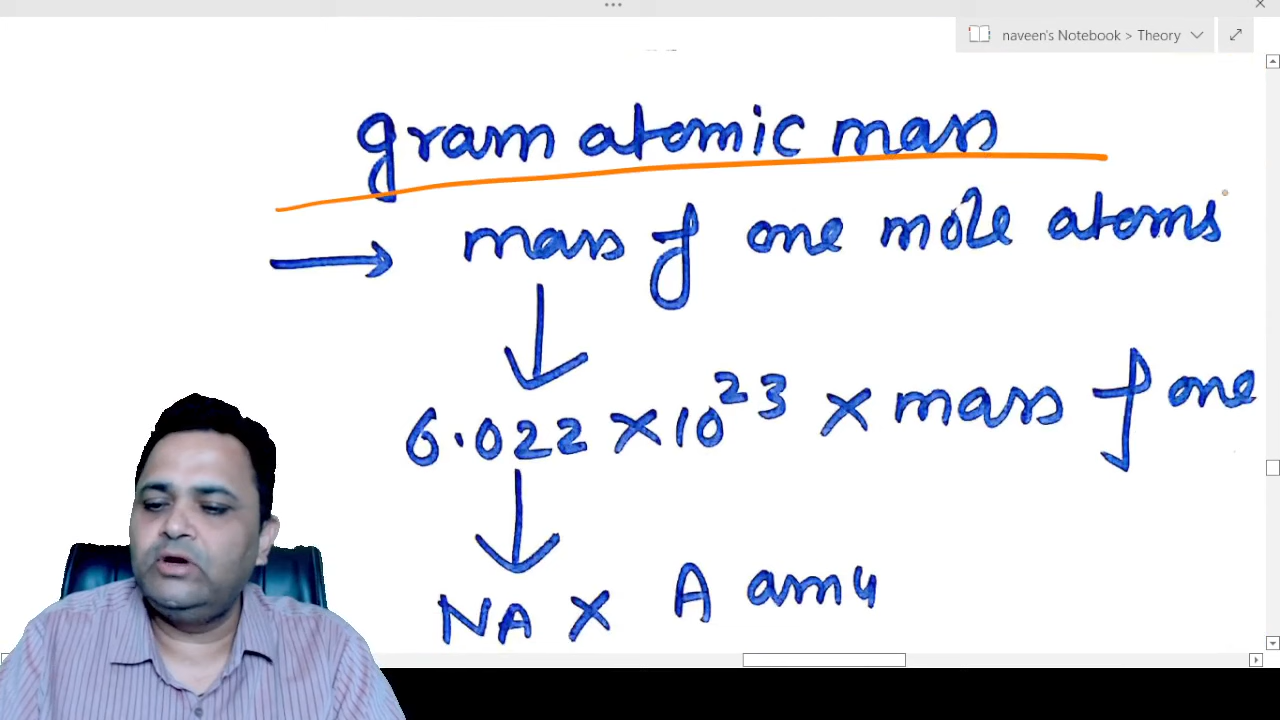 naveen's Notebook > Theory
gram atomic mass
mass of one mole atoms
6.022 × 10²³ × mass of one
NA × A amu